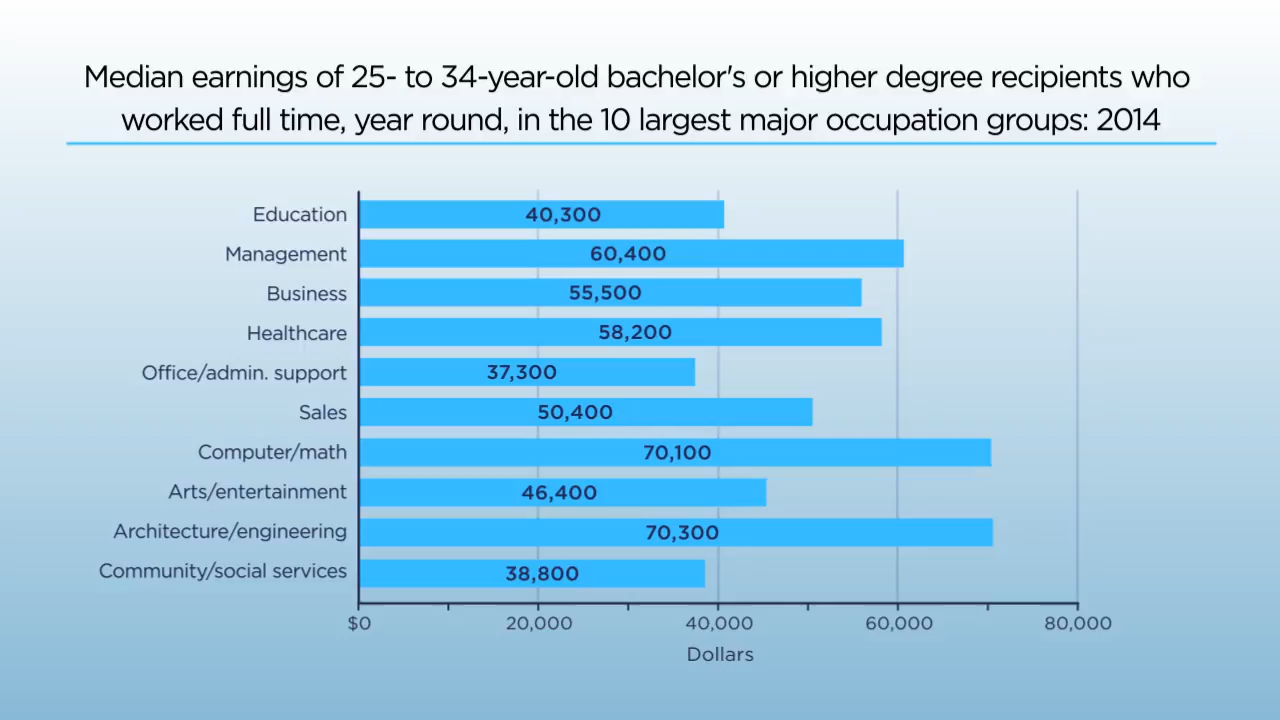 Median earnings of 25- to 34-year-old bachelor's or higher degree recipients who
worked full time, year round, in the 10 largest major occupation groups: 2014
Education 40,300
Management 60,400
Business 55,500
Healthcare 58,200
Office/admin. support 37,300
Sales 50,400
Computer/math 70,100
Arts/entertainment 46,400
Architecture/engineering 70,300
Community/social services 38,800
$0 20,000 40,000 60,000 80,000
Dollars